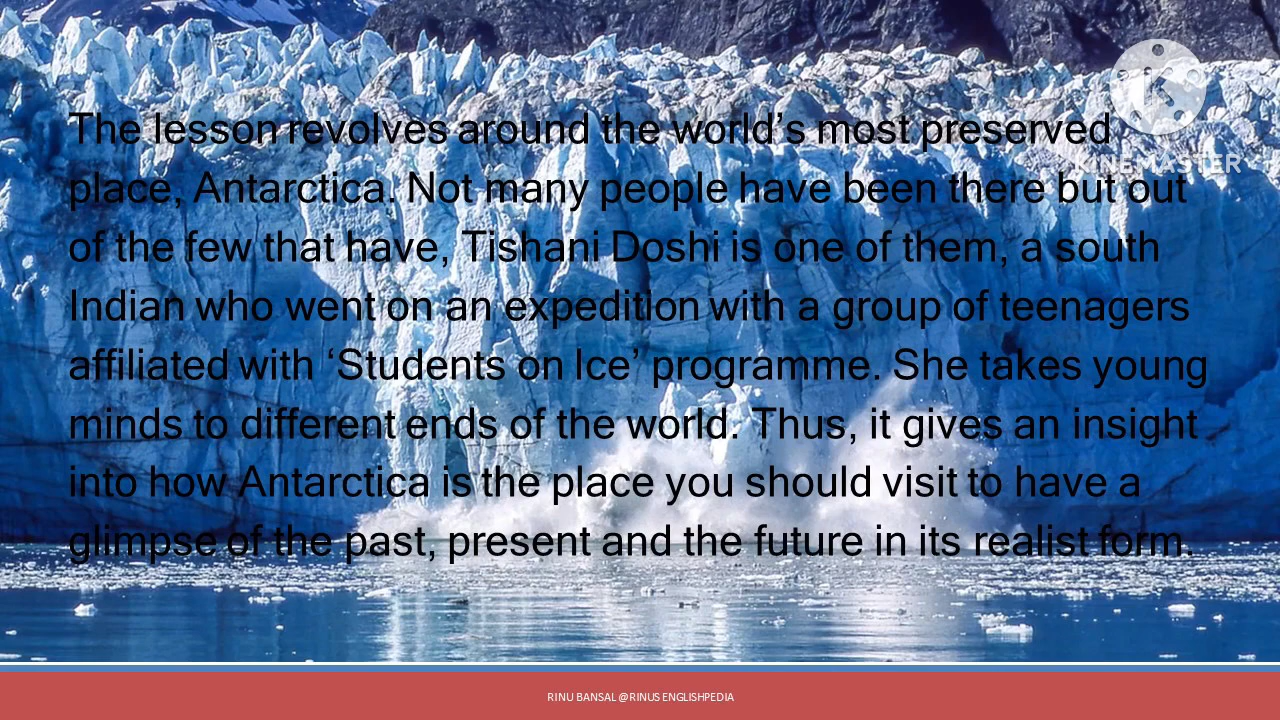 The lesson revolves around the world's most preserved
place, Antarctica. Not many people have been there but out
of the few that have, Tishani Doshi is one of them, a south
Indian who went on an expedition with a group of teenagers
affiliated with ‘Students on Ice’ programme. She takes young
minds to different ends of the world. Thus, it gives an insight
into how Antarctica is the place you should visit to have a
glimpse of the past, present and the future in its realist form.
K
KINEMASTER
RINU BANSAL @RINUS ENGLISHPEDIA